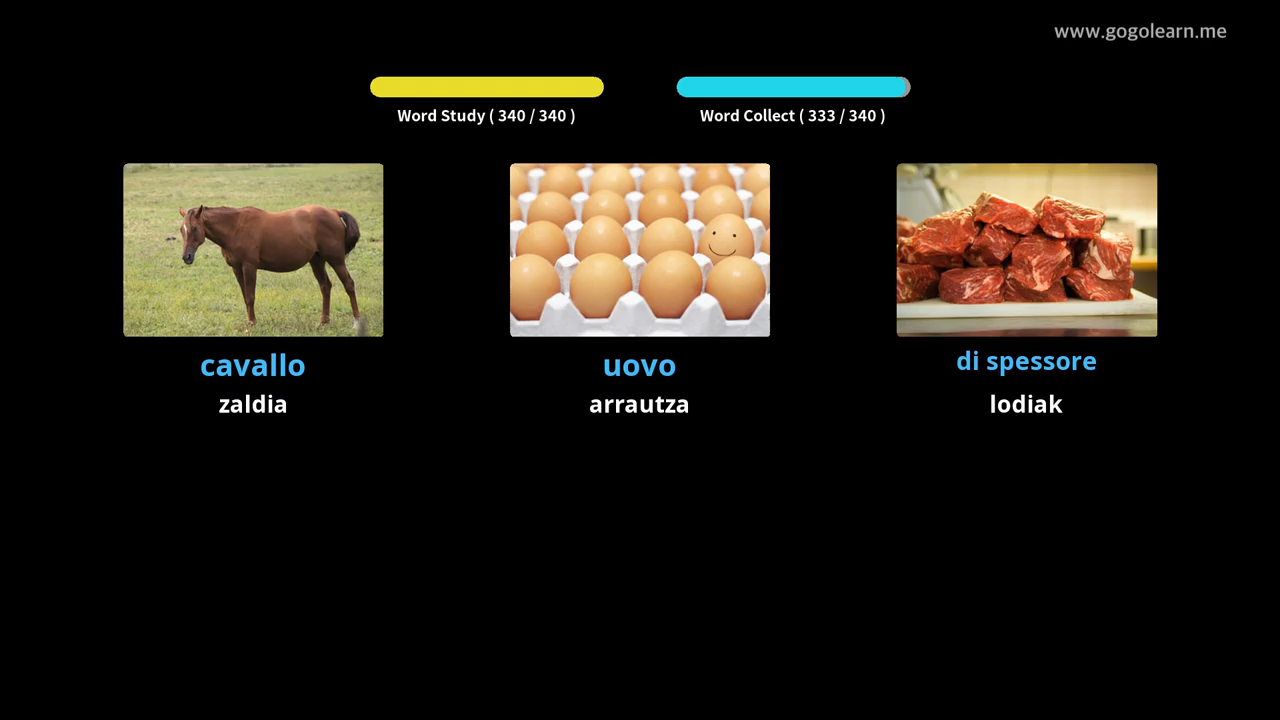 www.gogolearn.me
Word Study ( 340 / 340 )
Word Collect ( 333 / 340 )
cavallo
zaldia
uovo
arrautza
di spessore
lodiak